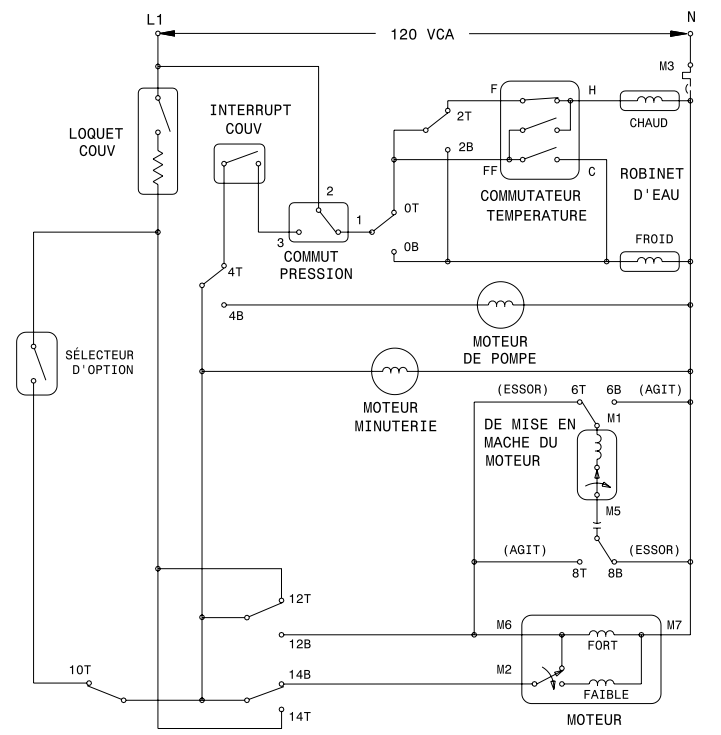 L1
N
120 VCA
M3
INTERRUPT
COUV
LOQUET
COUV
F
H
2T
2B
CHAUD
FF
C
ROBINET
D'EAU
COMMUTATEUR
TEMPERATURE
2
1
3
0T
0B
COMMUT
PRESSION
FROID
4T
4B
MOTEUR
DE POMPE
SÉLECTEUR
D'OPTION
MOTEUR
MINUTERIE
(ESSOR)
6T
6B
(AGIT)
M1
DE MISE EN
MACHE DU
MOTEUR
M5
(AGIT)
(ESSOR)
8T
8B
12T
12B
M6
M7
FORT
10T
14B
M2
FAIBLE
14T
MOTEUR